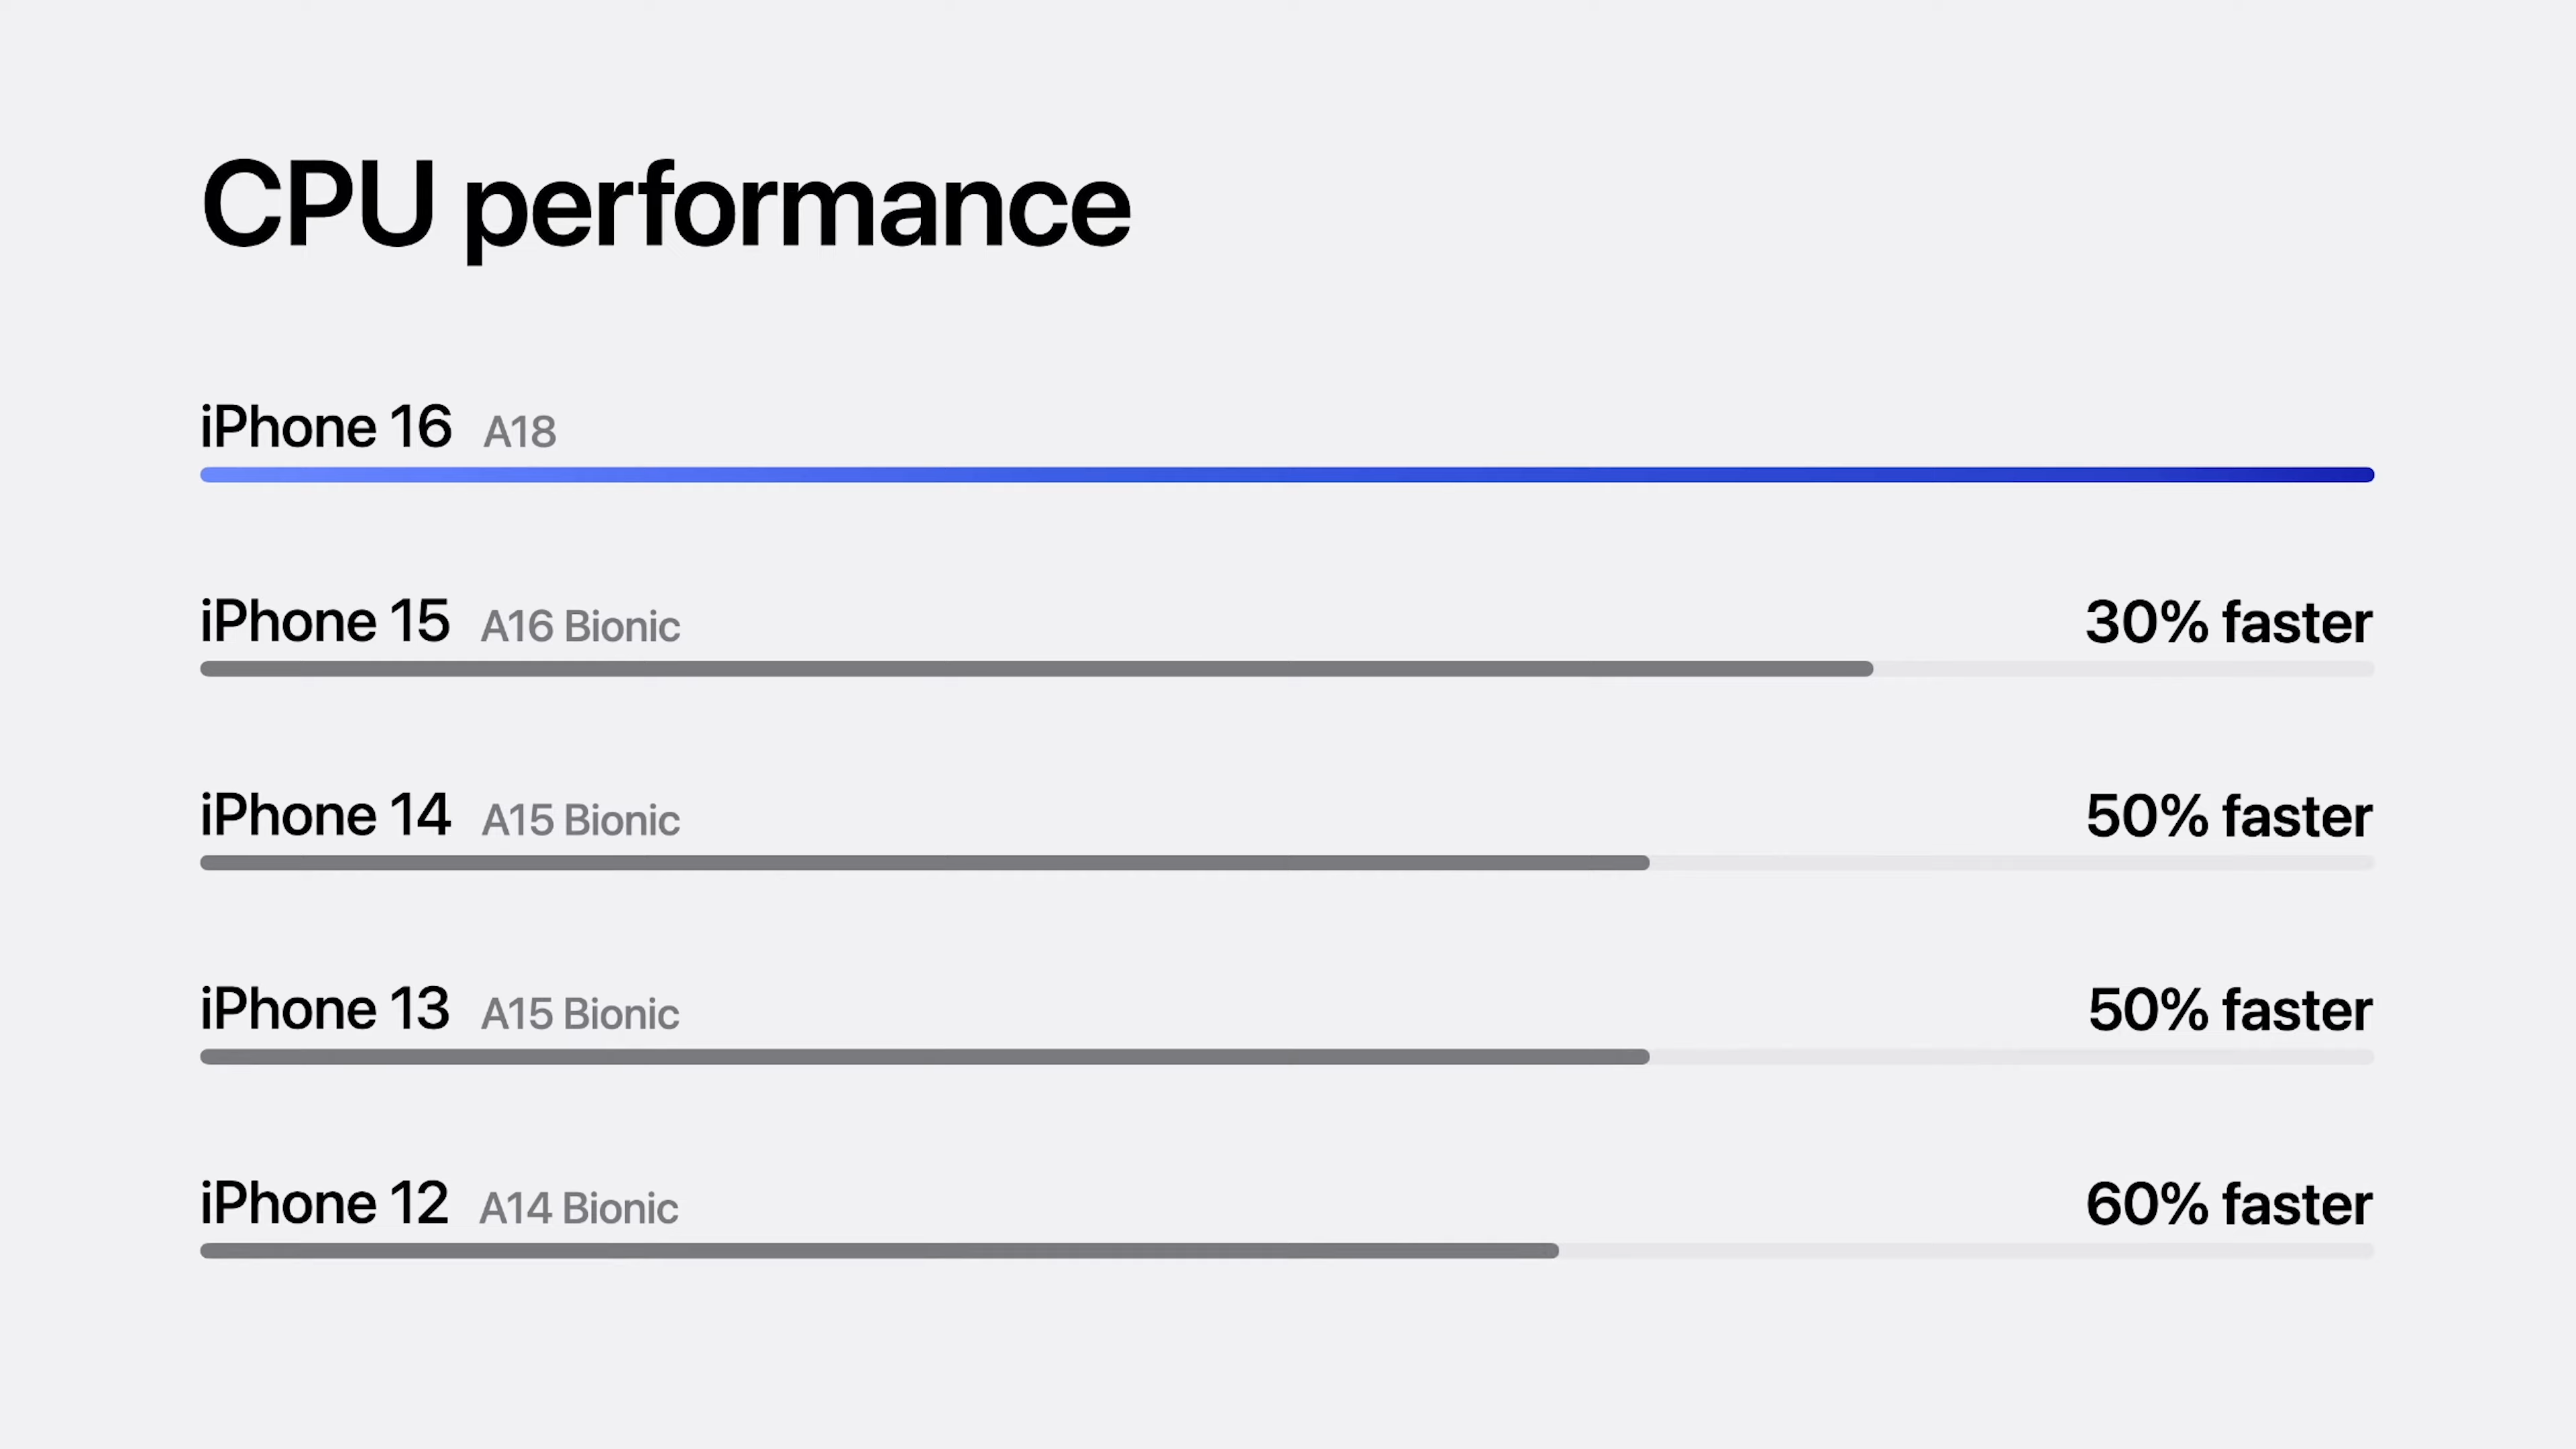 CPU performance
iPhone 16 A18
iPhone 15 A16 Bionic 30% faster
iPhone 14 A15 Bionic 50% faster
iPhone 13 A15 Bionic 50% faster
iPhone 12 A14 Bionic 60% faster